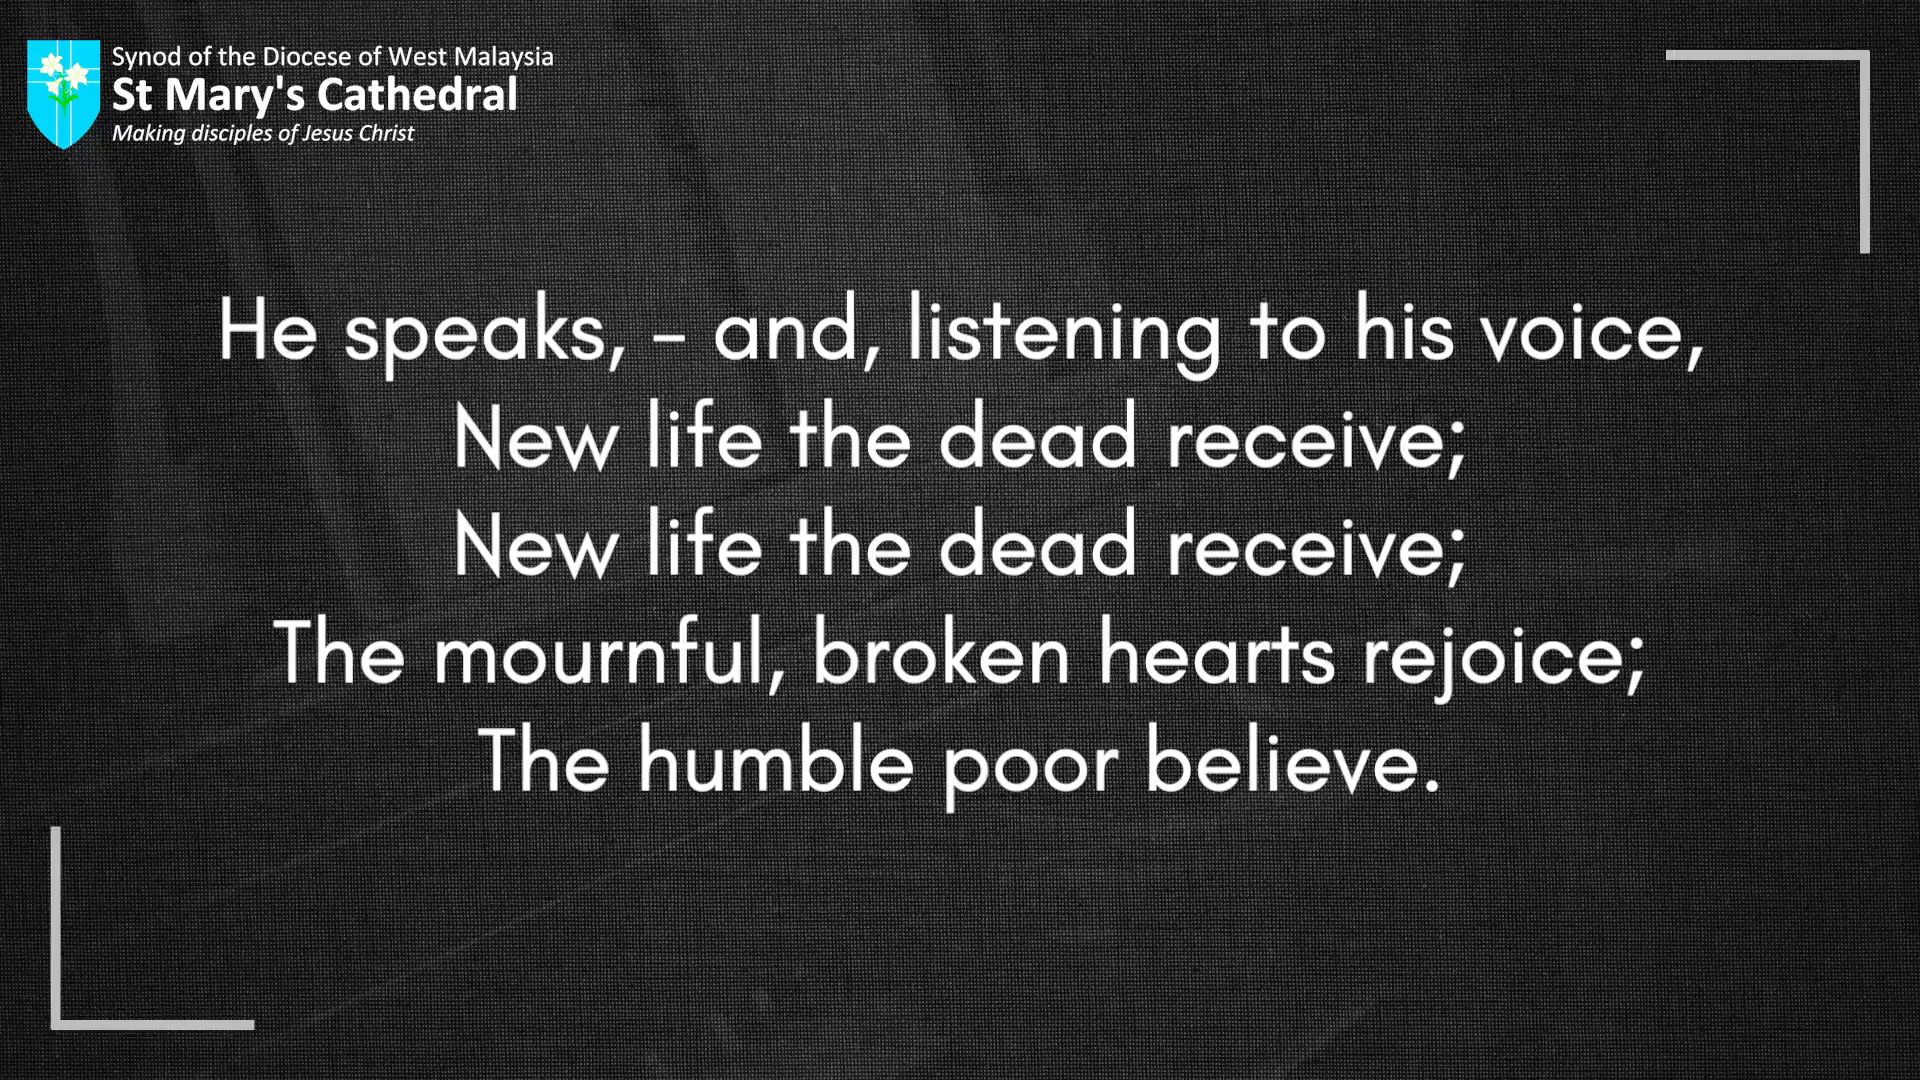 Synod of the Diocese of West Malaysia
St Mary's Cathedral
Making disciples of Jesus Christ
He speaks, – and, listening to his voice,
New life the dead receive;
New life the dead receive;
The mournful, broken hearts rejoice;
The humble poor believe.